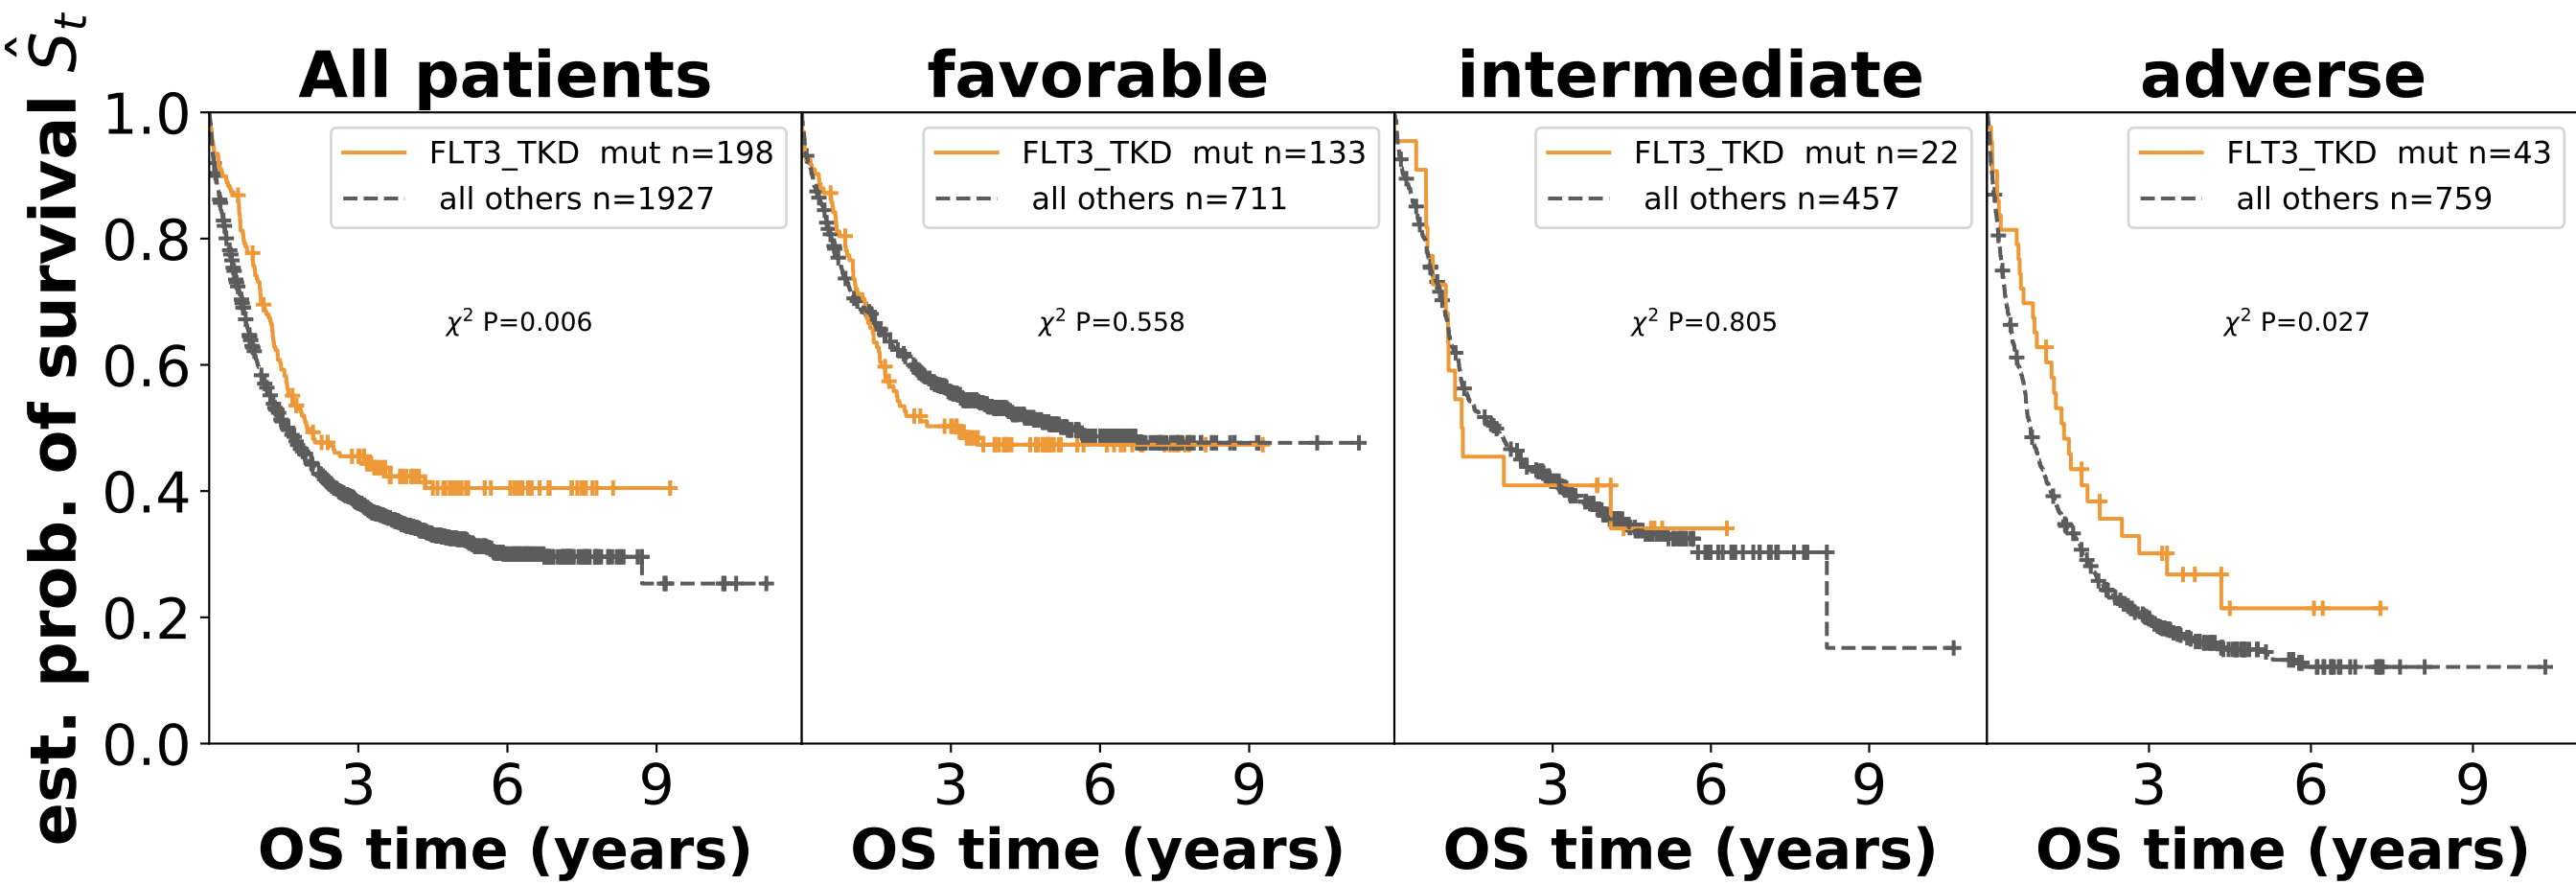 est. prob. of survival Ŝt
All patients
1.0
0.8
0.6
0.4
0.2
0.0
FLT3_TKD mut n=198
all others n=1927
χ² P=0.006
3 6 9
OS time (years)
favorable
FLT3_TKD mut n=133
all others n=711
χ² P=0.558
3 6 9
OS time (years)
intermediate
FLT3_TKD mut n=22
all others n=457
χ² P=0.805
3 6 9
OS time (years)
adverse
FLT3_TKD mut n=43
all others n=759
χ² P=0.027
3 6 9
OS time (years)